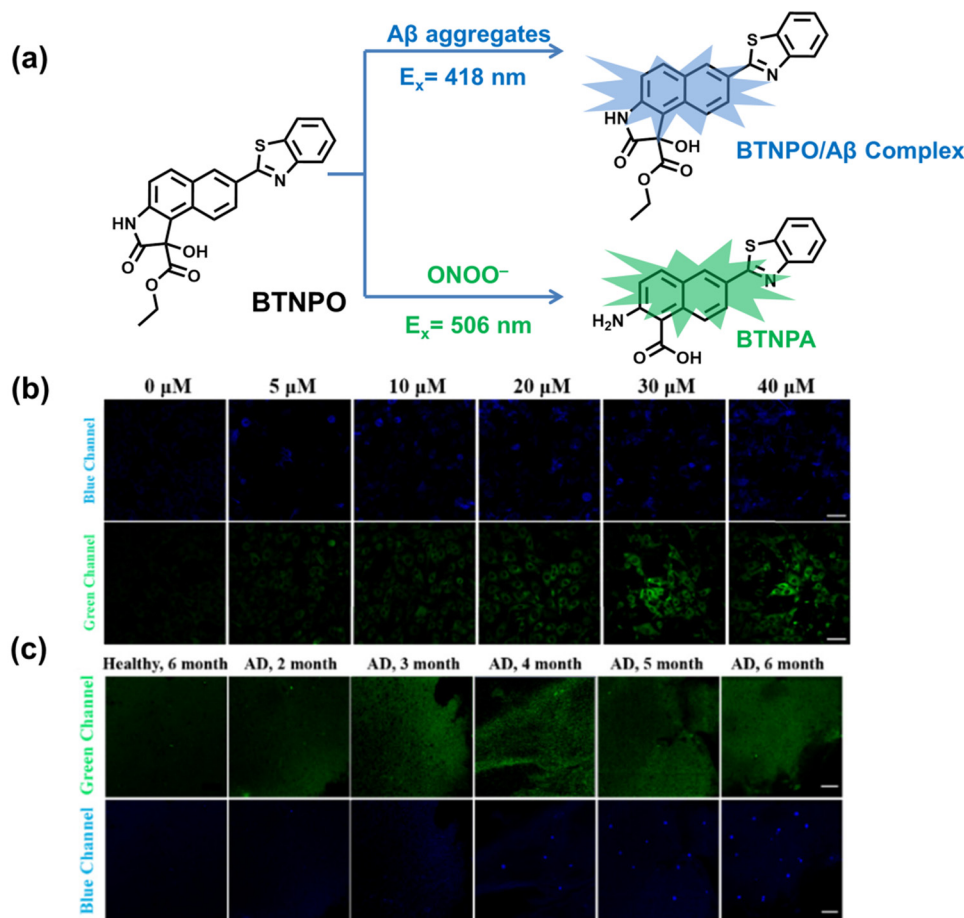 (a)
Aβ aggregates
Eₓ= 418 nm
S
N
HN
O
OH
O
O
BTNPO/Aβ Complex
S
N
HN
O
OH
O
O
BTNPO
ONOO⁻
Eₓ= 506 nm
S
N
H₂N
O
OH
BTNPA
(b)
0 μM 5 μM 10 μM 20 μM 30 μM 40 μM
Blue Channel
Green Channel
(c)
Healthy, 6 month AD, 2 month AD, 3 month AD, 4 month AD, 5 month AD, 6 month
Green Channel
Blue Channel